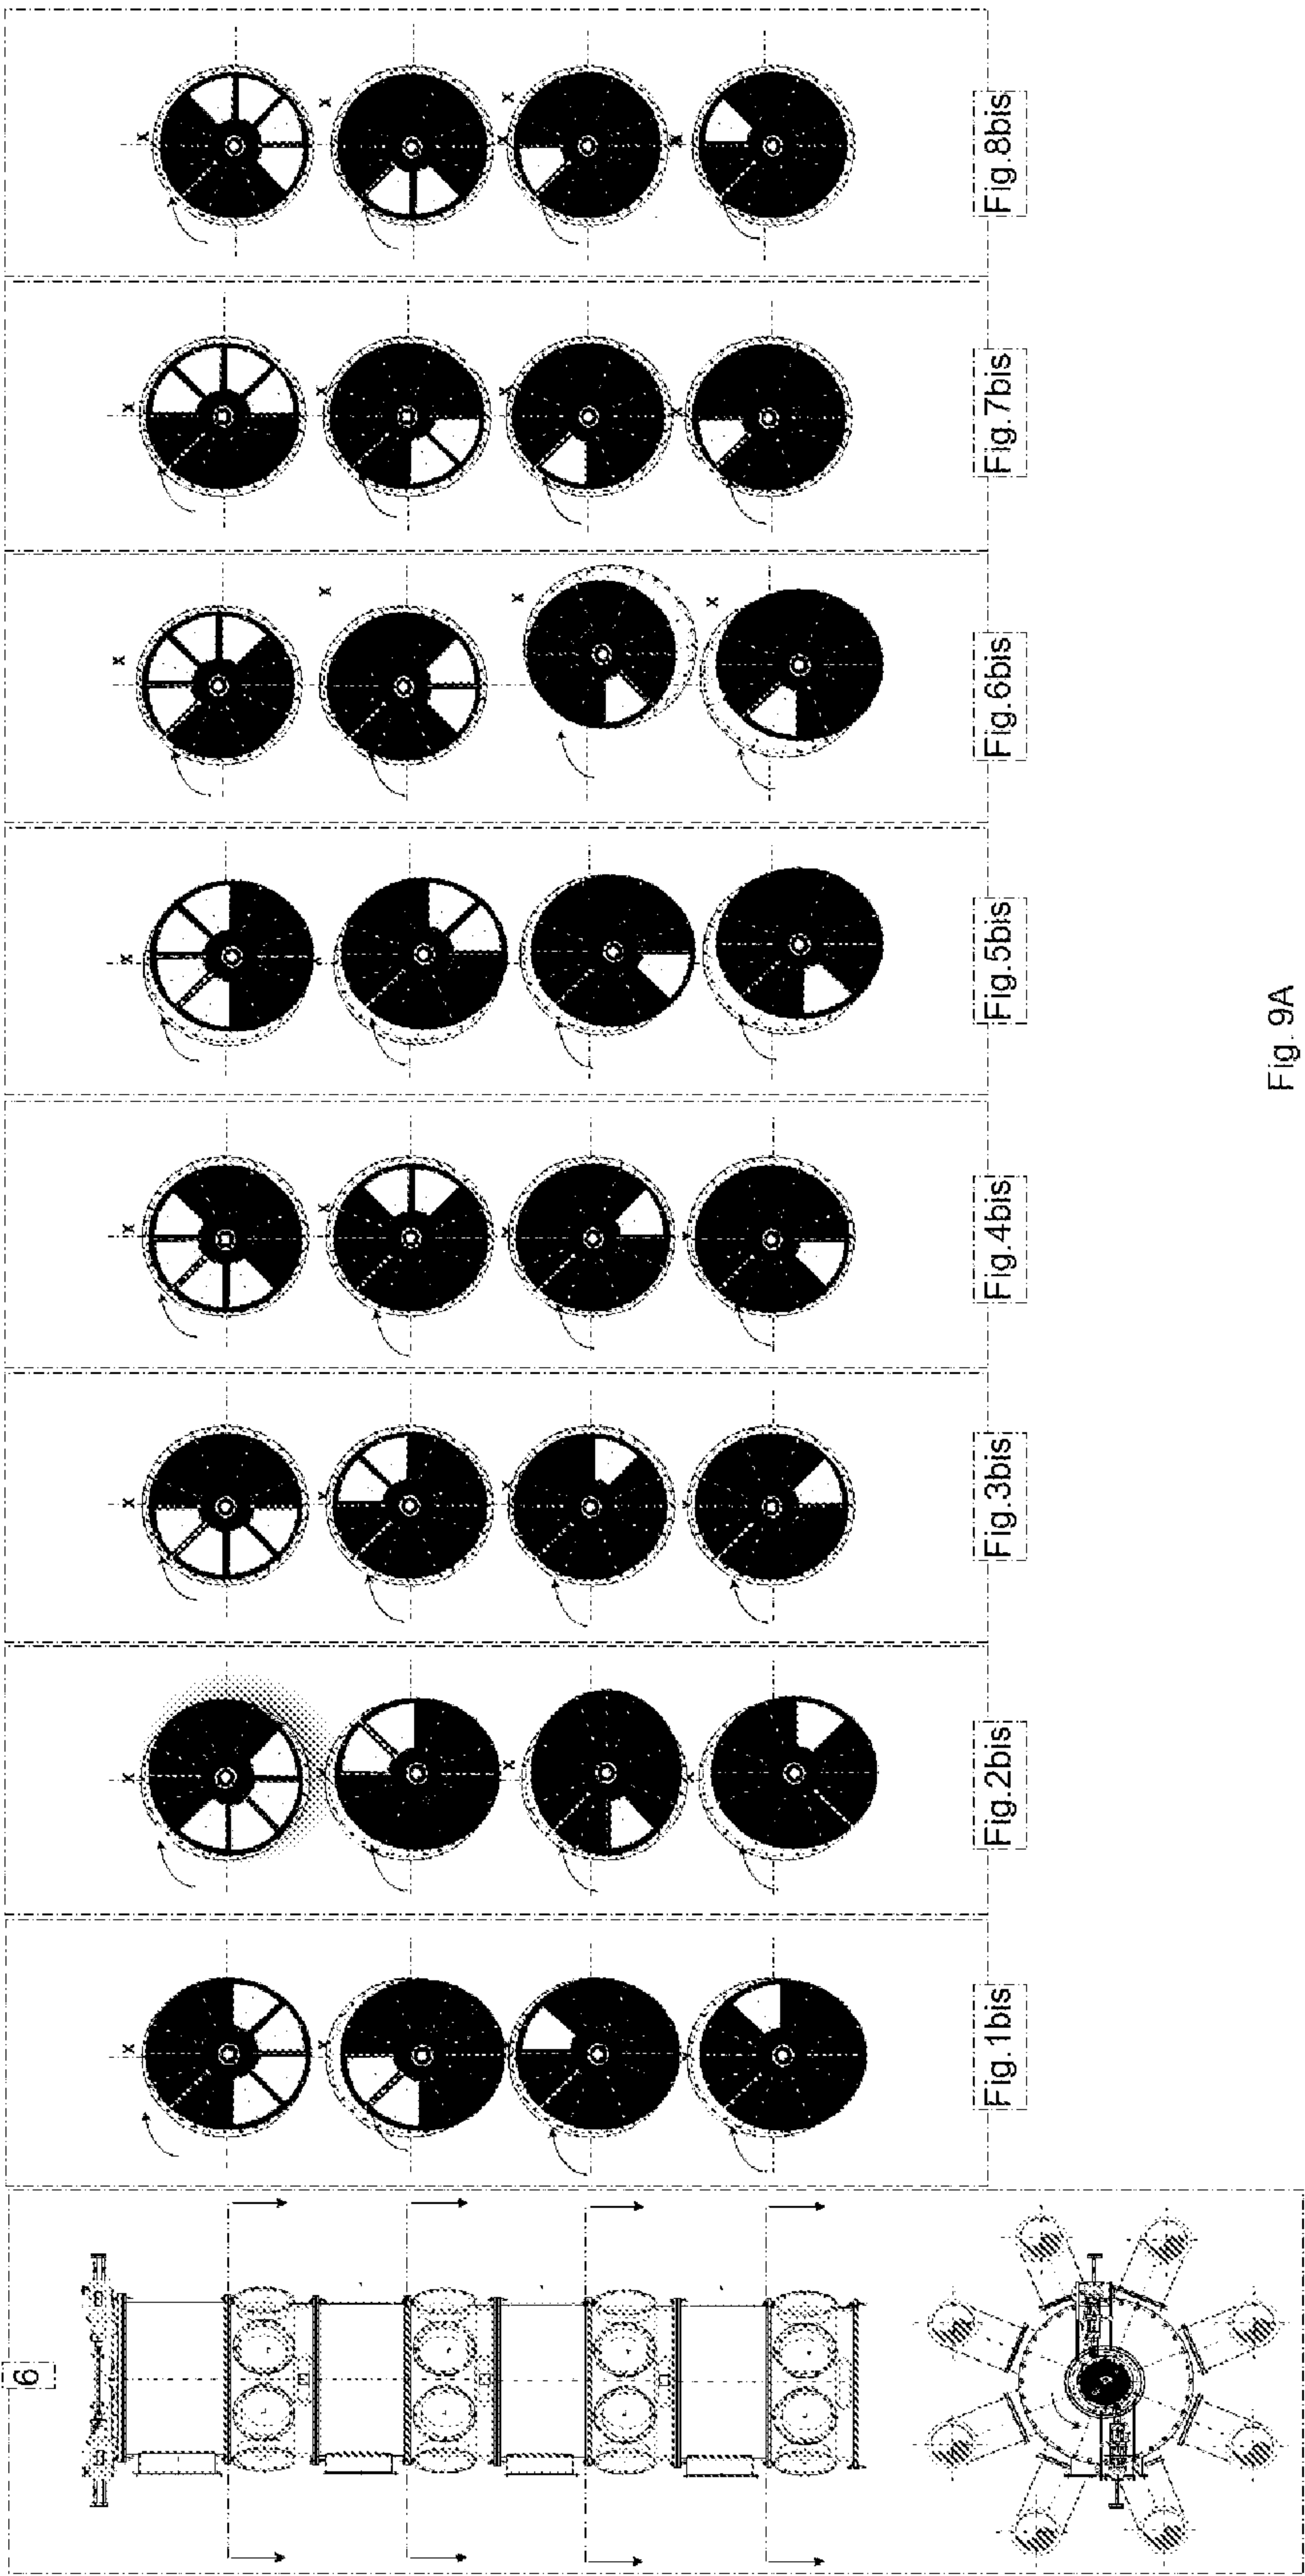 6
Fig.1bis
Fig.2bis
Fig.3bis
Fig.4bis
Fig.5bis
Fig.6bis
Fig.7bis
Fig.8bis
x x
x x x
x x x
x x x
x
x x x
x x x x
x x x x
Fig. 9A